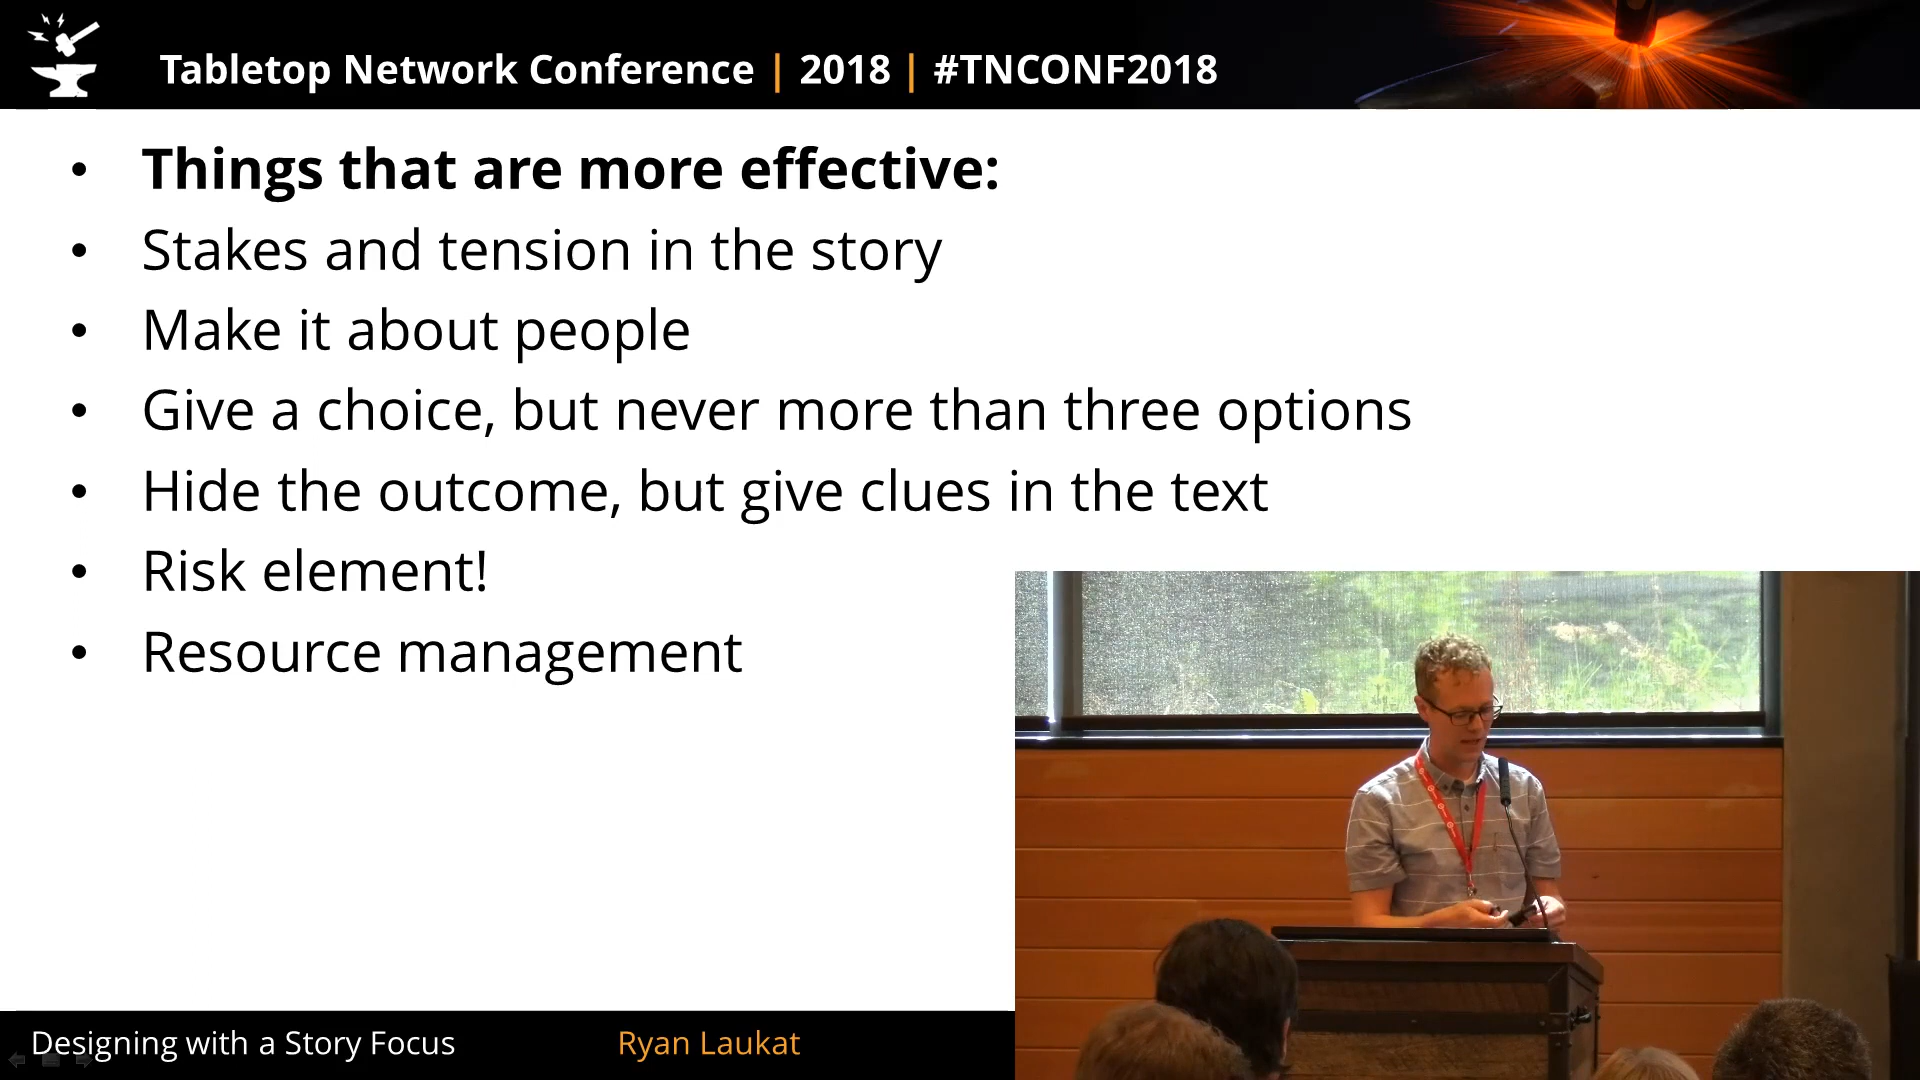 Tabletop Network Conference | 2018 | #TNCONF2018
• Things that are more effective:
• Stakes and tension in the story
• Make it about people
• Give a choice, but never more than three options
• Hide the outcome, but give clues in the text
• Risk element!
• Resource management
Designing with a Story Focus
Ryan Laukat